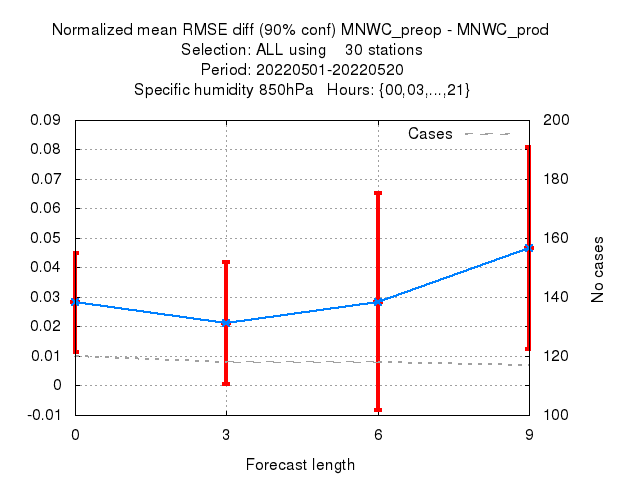 Normalized mean RMSE diff (90% conf) MNWC_preop - MNWC_prod
Selection: ALL using    30 stations
Period: 20220501-20220520
Specific humidity 850hPa   Hours: {00,03,...,21}
Cases
0.09
0.08
0.07
0.06
0.05
0.04
0.03
0.02
0.01
0
-0.01
200
180
160
140
120
100
No cases
0 3 6 9
Forecast length